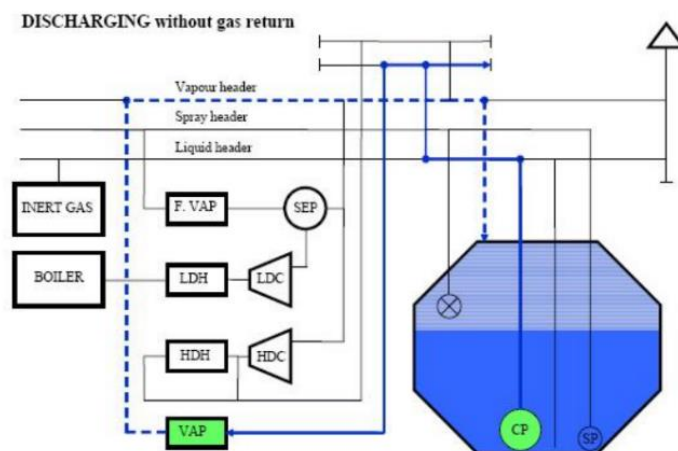 DISCHARGING without gas return
Vapour header
Spray header
Liquid header
INERT GAS
F. VAP
SEP
BOILER
LDH
LDC
HDH
HDC
VAP
CP
SP